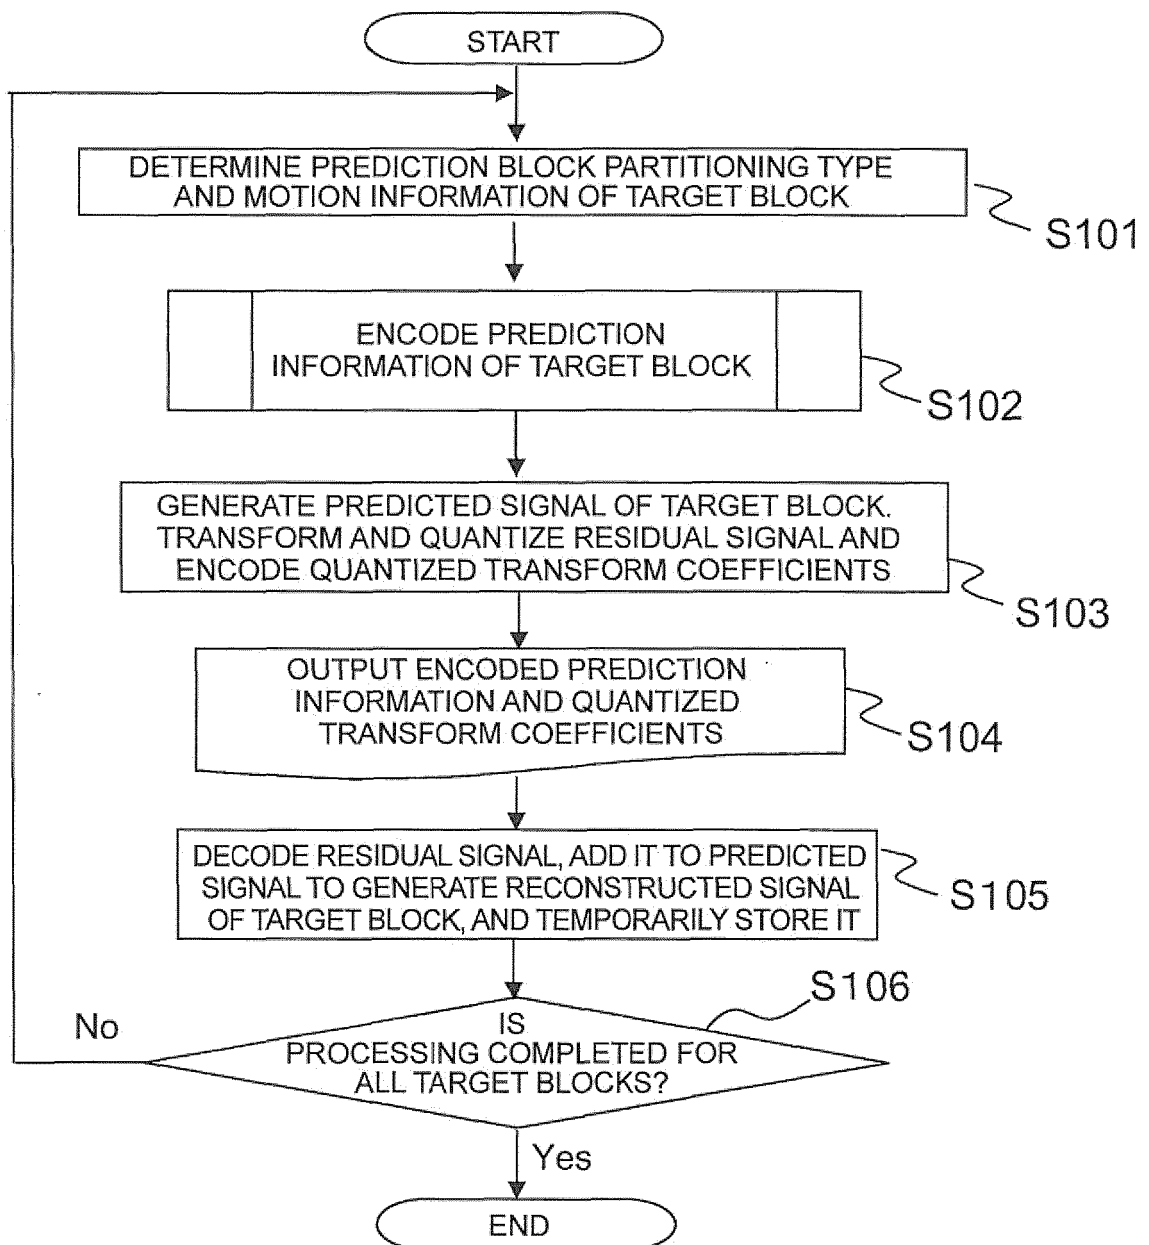 START
DETERMINE PREDICTION BLOCK PARTITIONING TYPE
AND MOTION INFORMATION OF TARGET BLOCK
S101
ENCODE PREDICTION
INFORMATION OF TARGET BLOCK
S102
GENERATE PREDICTED SIGNAL OF TARGET BLOCK.
TRANSFORM AND QUANTIZE RESIDUAL SIGNAL AND
ENCODE QUANTIZED TRANSFORM COEFFICIENTS
S103
OUTPUT ENCODED PREDICTION
INFORMATION AND QUANTIZED
TRANSFORM COEFFICIENTS
S104
DECODE RESIDUAL SIGNAL, ADD IT TO PREDICTED
SIGNAL TO GENERATE RECONSTRUCTED SIGNAL
OF TARGET BLOCK, AND TEMPORARILY STORE IT
S105
S106
No
IS
PROCESSING COMPLETED FOR
ALL TARGET BLOCKS?
Yes
END